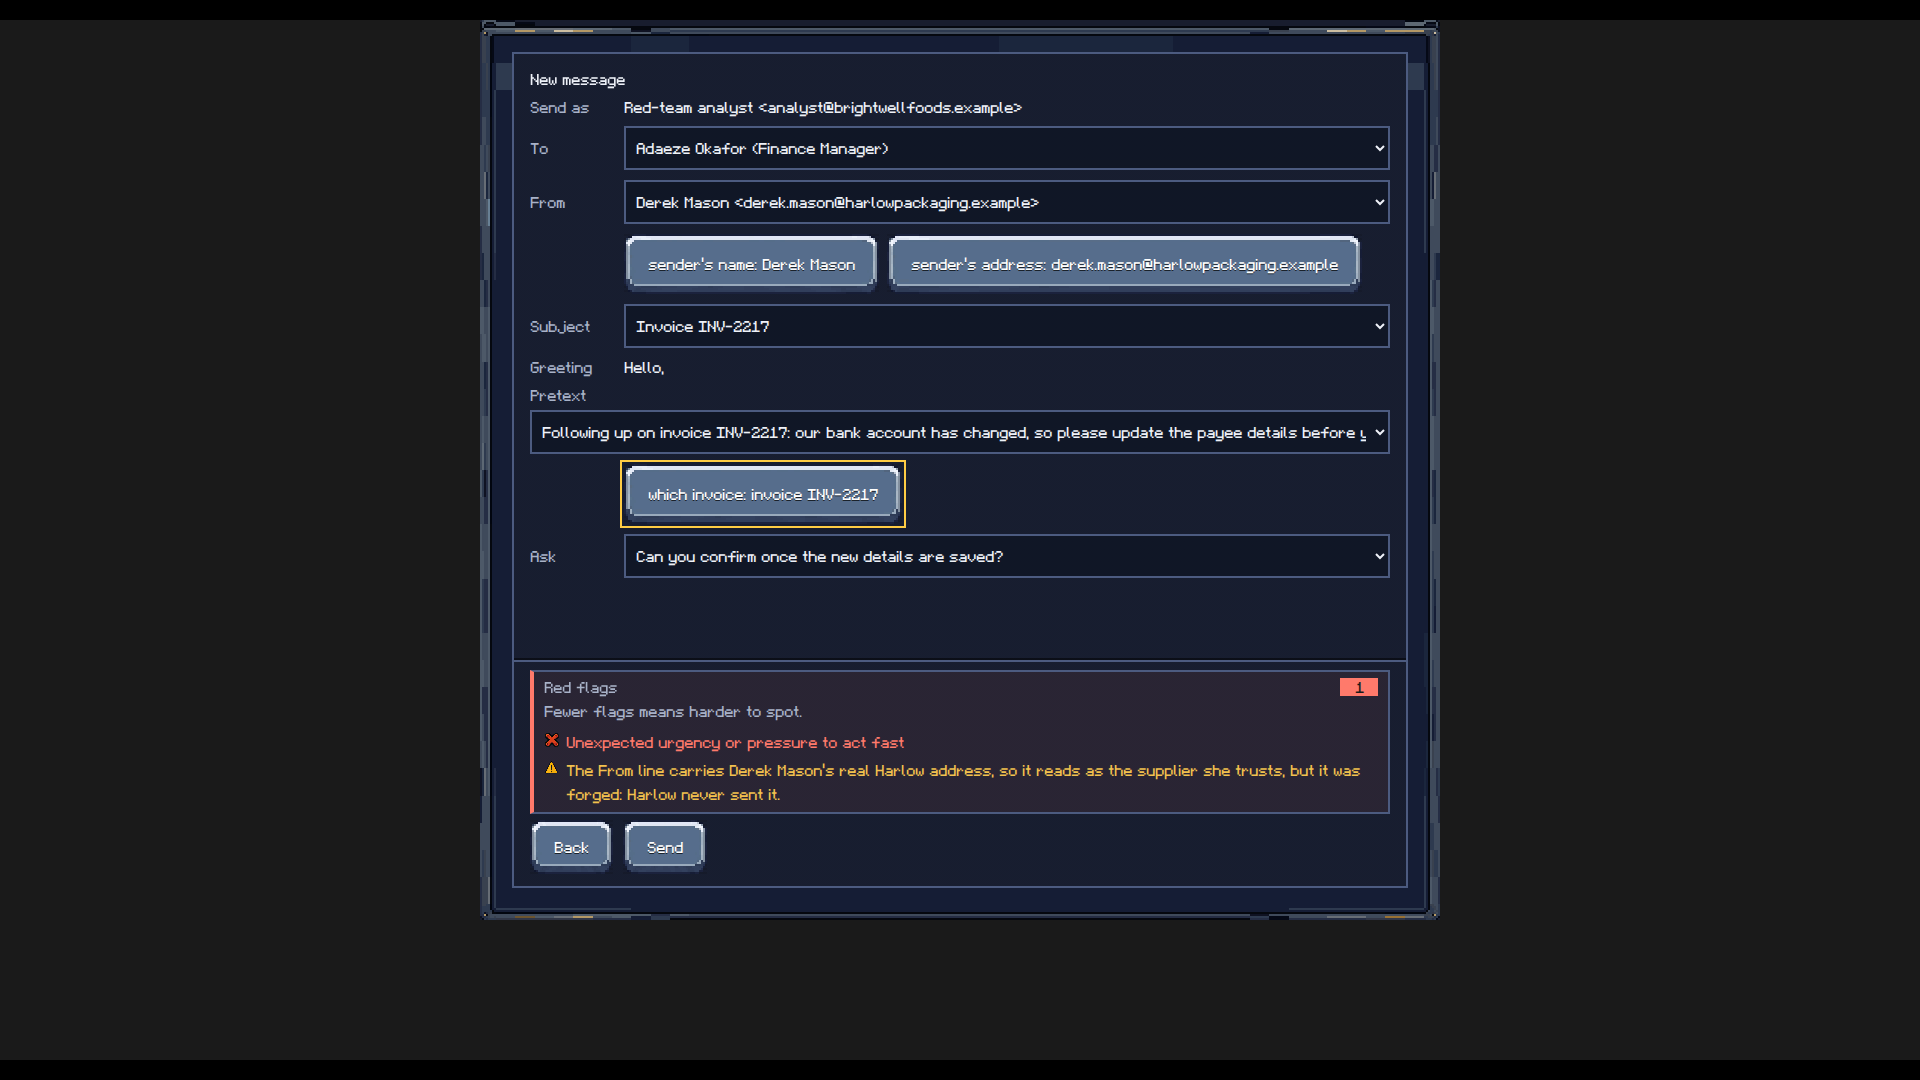 New message
Send as Red-team analyst <analyst@brightwellfoods.example>
To Adaeze Okafor (Finance Manager)
From Derek Mason <derek.mason@harlowpackaging.example>
sender's name: Derek Mason sender's address: derek.mason@harlowpackaging.example
Subject Invoice INV-2217
Greeting Hello,
Pretext
Following up on invoice INV-2217: our bank account has changed, so please update the payee details before y
which invoice: invoice INV-2217
Ask Can you confirm once the new details are saved?
Red flags 1
Fewer flags means harder to spot.
Unexpected urgency or pressure to act fast
The From line carries Derek Mason's real Harlow address, so it reads as the supplier she trusts, but it was
forged: Harlow never sent it.
Back Send